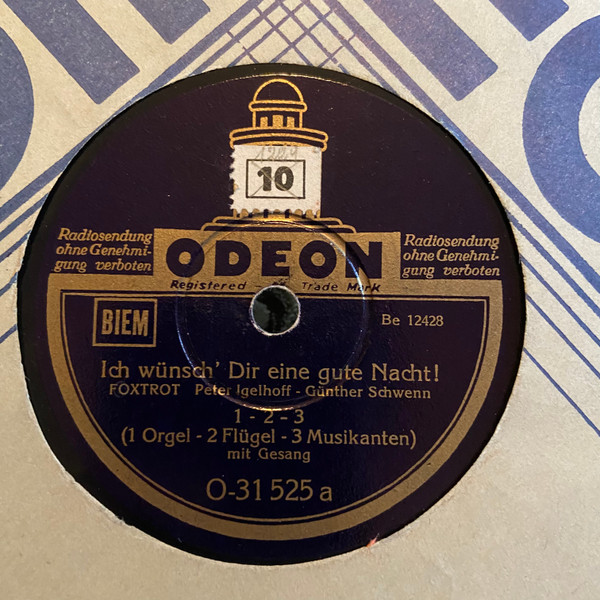 10
Radiosendung
ohne Genehmi-
gung verboten
ODEON
Radiosendung
ohne Genehmi-
gung verboten
Registered - Trade Mark
BIEM
Be 12428
Ich wünsch' Dir eine gute Nacht!
FOXTROT Peter Igelhoff - Günther Schwenn
1-2-3
(1 Orgel - 2 Flügel - 3 Musikanten)
mit Gesang
O-31525a